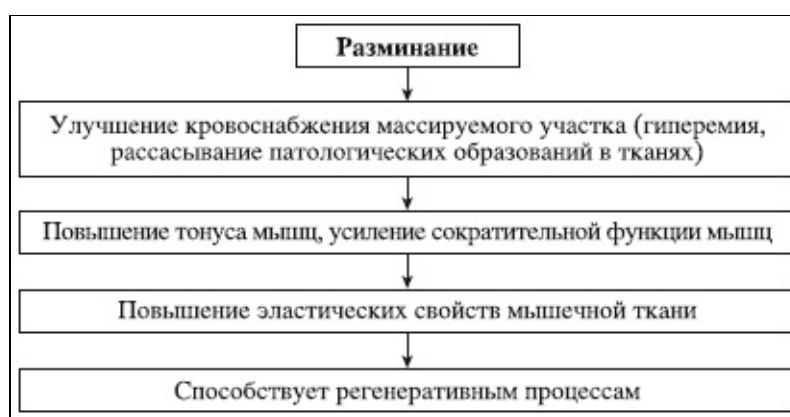 Разминание
Улучшение кровоснабжения массируемого участка (гиперемия,
рассасывание патологических образований в тканях)
Повышение тонуса мышц, усиление сократительной функции мышц
Повышение эластических свойств мышечной ткани
Способствует регенеративным процессам